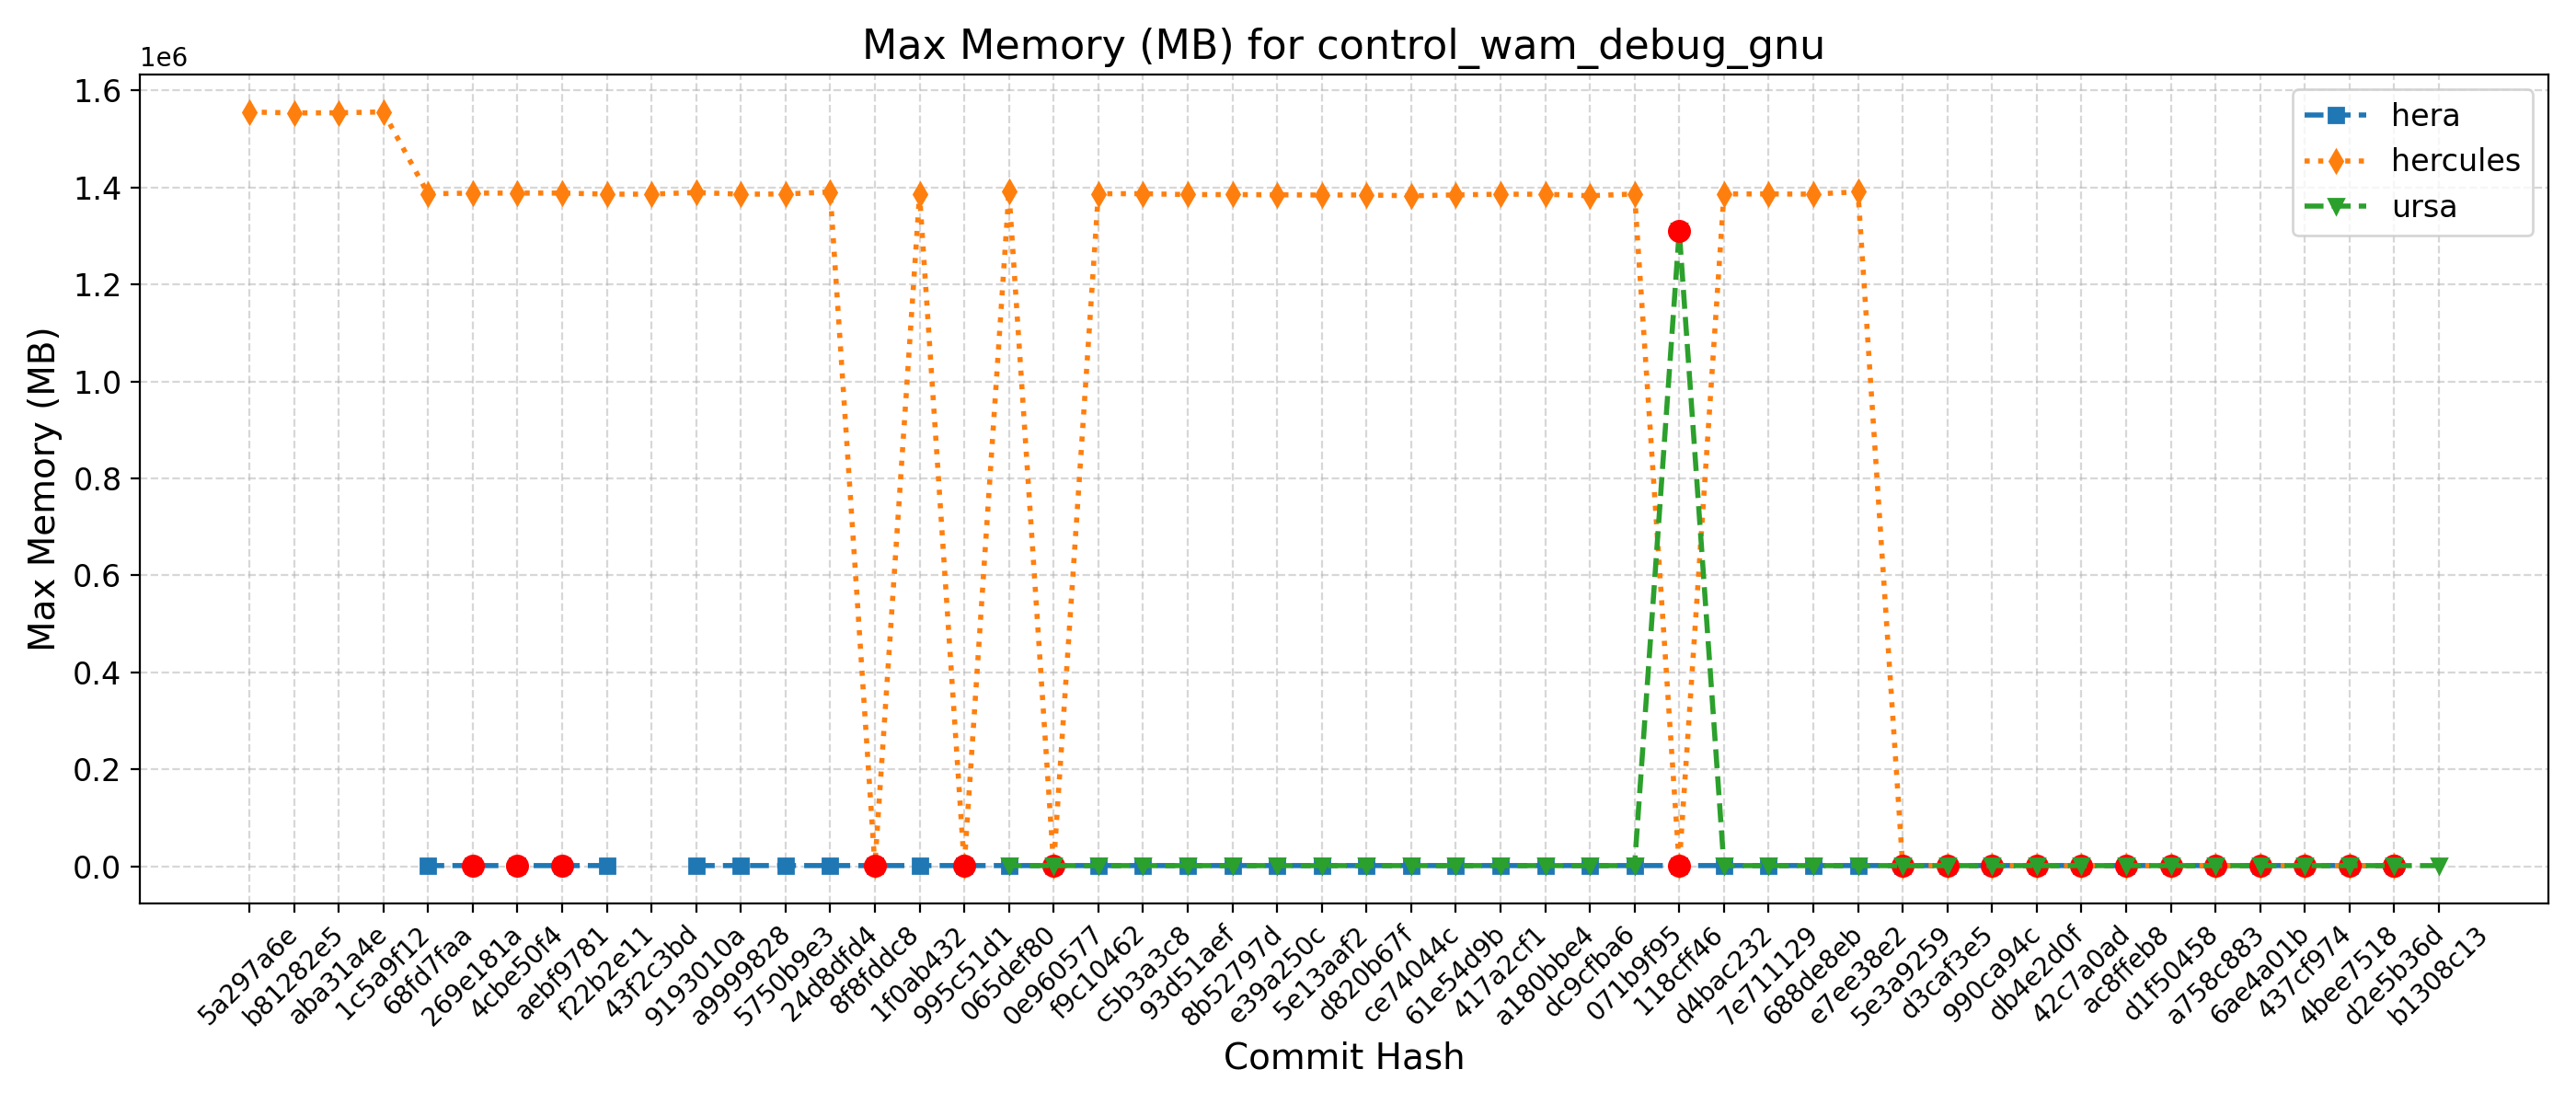 Max Memory (MB) for control_wam_debug_gnu
1e6
1.6
1.4
1.2
1.0
0.8
0.6
0.4
0.2
0.0
Max Memory (MB)
hera
hercules
ursa
5a297a6e
b81282e5
aba31a4e
1c5a9f12
68fd7faa
269e181a
4cbe50f4
aebf9781
f22b2e11
43f2c3bd
9193010a
a9999828
5750b9e3
24d8dfd4
8f8fddc8
1f0ab432
995c51d1
065def80
0e960577
f9c10462
c5b3a3c8
93d51aef
8b52797d
e39a250c
5e13aaf2
d820b67f
ce74044c
61e54d9b
417a2cf1
a180bbe4
dc9cfba6
071b9f95
118cff46
d4bac232
7e711129
688de8eb
e7ee38e2
5e3a9259
d3caf3e5
990ca94c
db4e2d0f
42c7a0ad
ac8ffeb8
d1f50458
a758c883
6ae4a01b
437cf974
4bee7518
d2e5b36d
b1308c13
Commit Hash